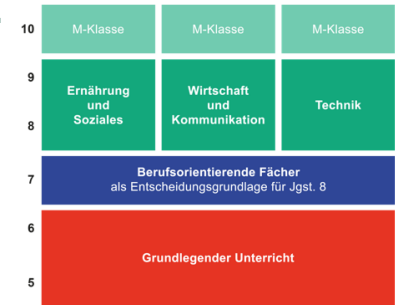 10
M-Klasse
M-Klasse
M-Klasse
9
8
Ernährung
und
Soziales
Wirtschaft
und
Kommunikation
Technik
7
Berufsorientierende Fächer
als Entscheidungsgrundlage für Jgst. 8
6
5
Grundlegender Unterricht